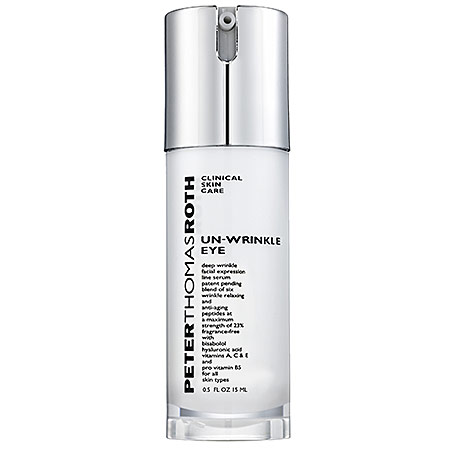 PETERTHOMASROTH
CLINICAL
SKIN
CARE
UN-WRINKLE
EYE
deep wrinkle
facial expression
line serum
patent pending
blend of six
wrinkle relaxing
and
anti-aging
peptides at
a maximum
strength of 23%
fragrance-free
with
bisabolol
hyaluronic acid
vitamins A, C & E
and
pro vitamin B5
for all
skin types
0.5 FL OZ 15 ML